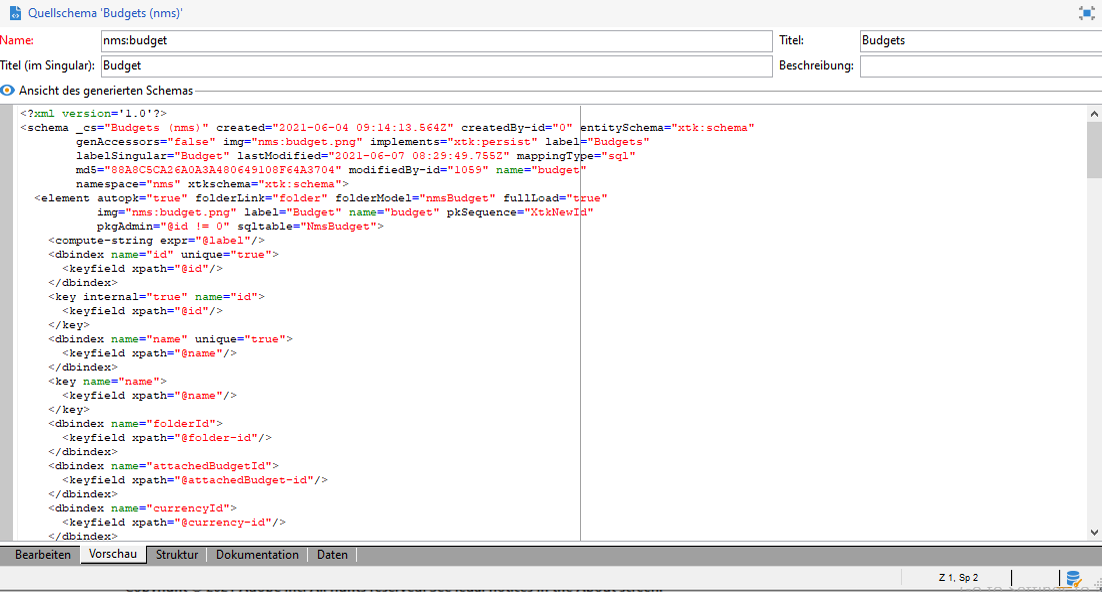 Quellschema 'Budgets (nms)'
Name: nms:budget Titel: Budgets
Titel (im Singular): Budget Beschreibung:
Ansicht des generierten Schemas
<?xml version='1.0'?>
<schema _cs="Budgets (nms)" created="2021-06-04 09:14:13.564Z" createdBy-id="0" entitySchema="xtk:schema"
genAccessors="false" img="nms:budget.png" implements="xtk:persist" label="Budgets"
labelSingular="Budget" lastModified="2021-06-07 08:29:49.755Z" mappingType="sql"
md5="88A8C5CA26A0A3A480649108F64A3704" modifiedBy-id="1059" name="budget"
namespace="nms" xtkschema="xtk:schema">
<element autopk="true" folderLink="folder" folderModel="nmsBudget" fullLoad="true"
img="nms:budget.png" label="Budget" name="budget" pkSequence="XtkNewId"
pkgAdmin="@id != 0" sqltable="NmsBudget">
<compute-string expr="@label"/>
<dbindex name="id" unique="true">
<keyfield xpath="@id"/>
</dbindex>
<key internal="true" name="id">
<keyfield xpath="@id"/>
</key>
<dbindex name="name" unique="true">
<keyfield xpath="@name"/>
</dbindex>
<key name="name">
<keyfield xpath="@name"/>
</key>
<dbindex name="folderId">
<keyfield xpath="@folder-id"/>
</dbindex>
<dbindex name="attachedBudgetId">
<keyfield xpath="@attachedBudget-id"/>
</dbindex>
<dbindex name="currencyId">
<keyfield xpath="@currency-id"/>
</dbindex>
Bearbeiten Vorschau Struktur Dokumentation Daten
Z 1, Sp 2